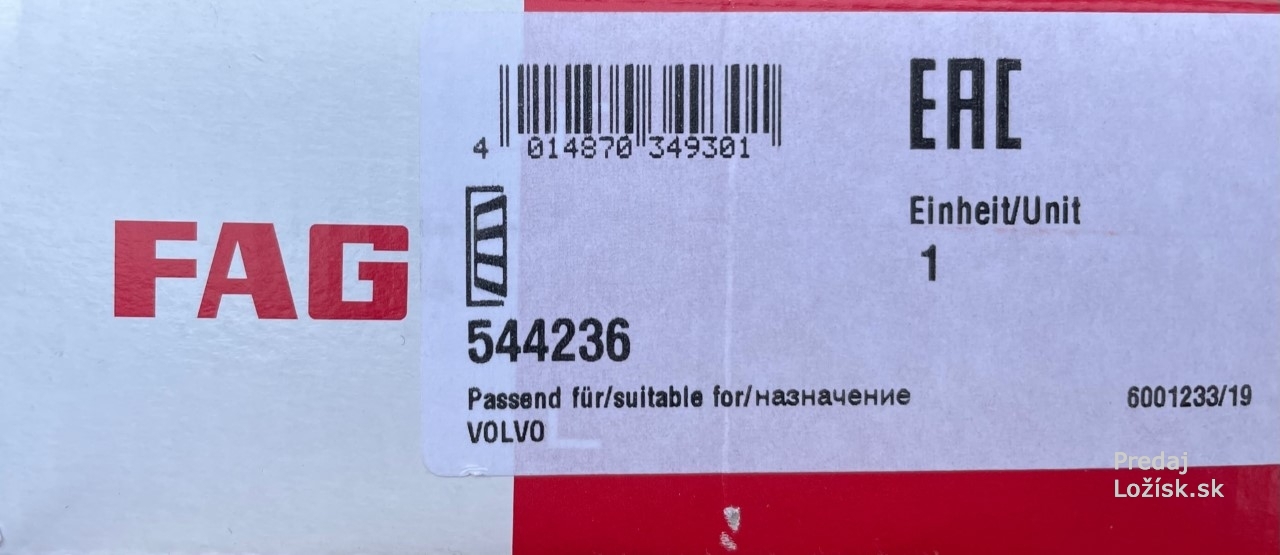 FAG
4 014870 349301
EAC
Einheit/Unit
1
544236
Passend für/suitable for/назначение
VOLVO
6001233/19
Predaj
Ložísk.sk